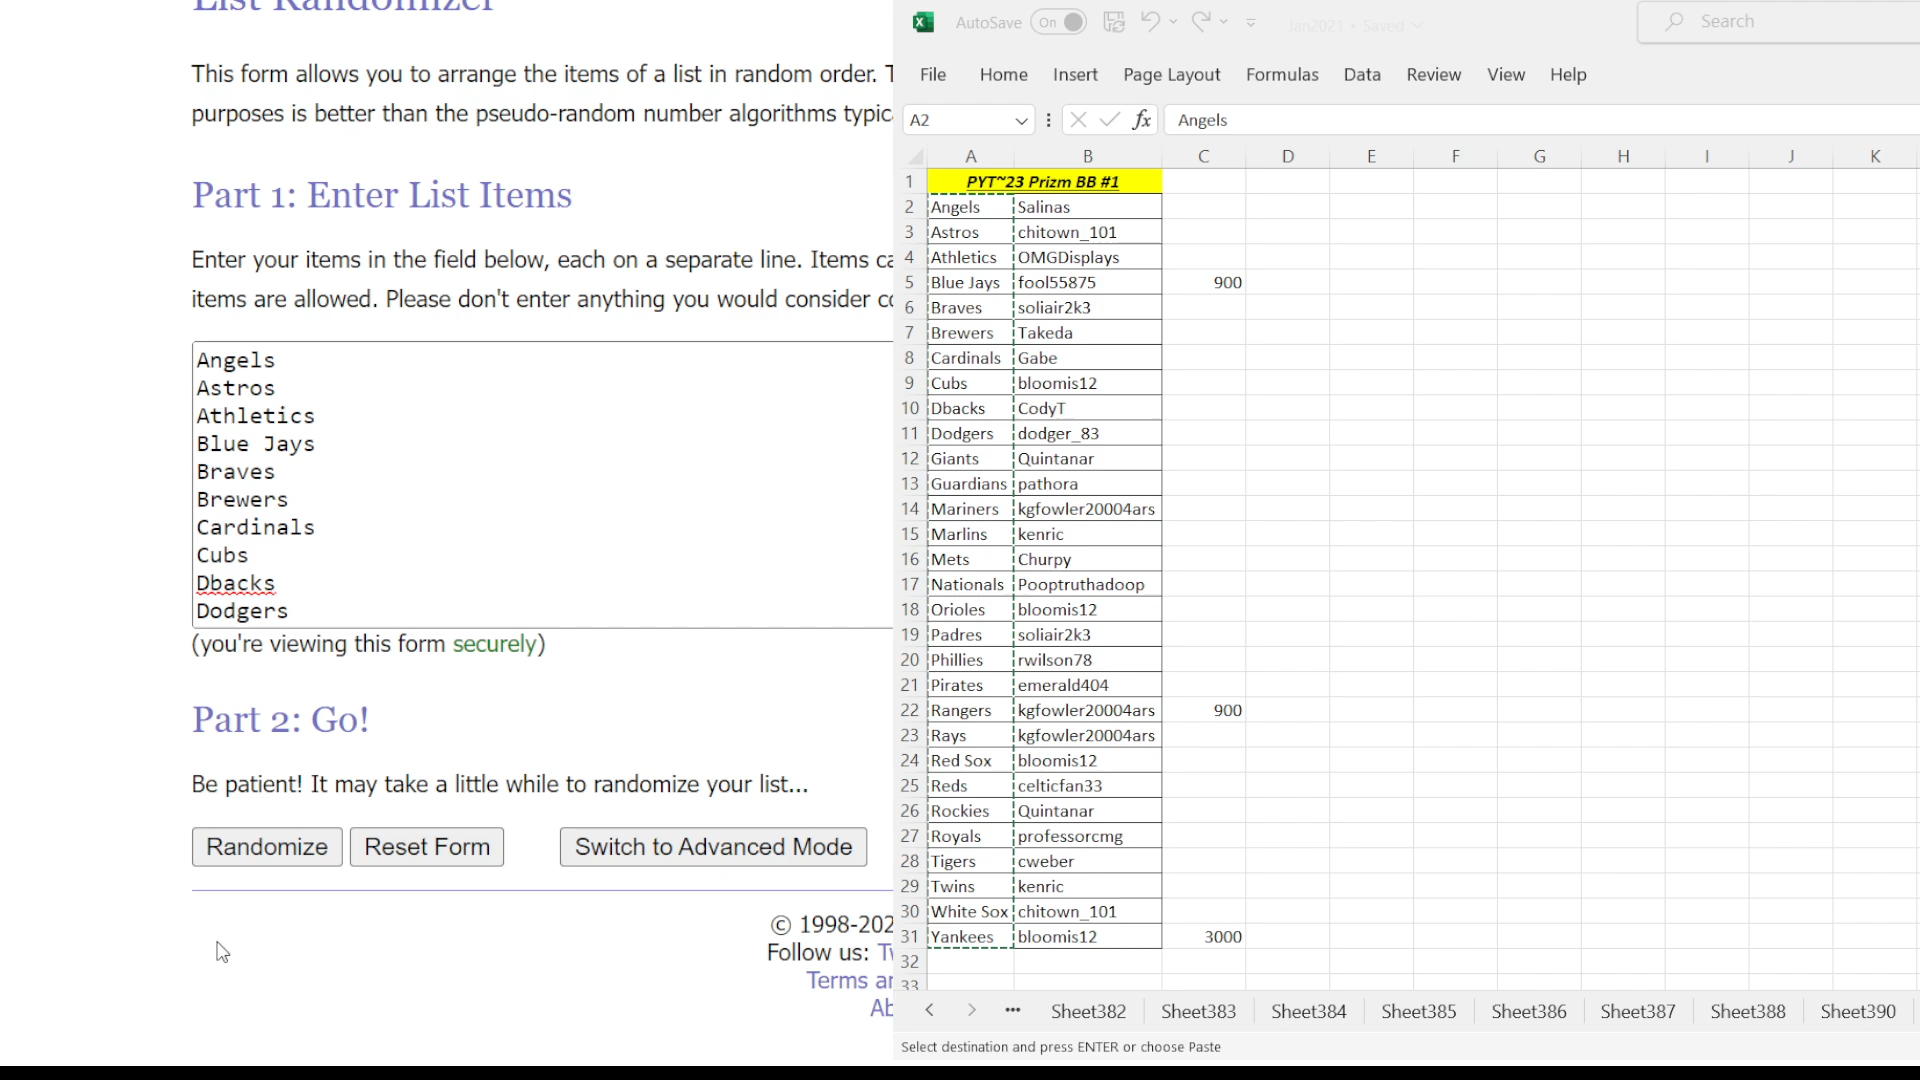 List Randomizer
This form allows you to arrange the items of a list in random order. T
purposes is better than the pseudo-random number algorithms typic
Part 1: Enter List Items
Enter your items in the field below, each on a separate line. Items ca
items are allowed. Please don't enter anything you would consider co
Angels
Astros
Athletics
Blue Jays
Braves
Brewers
Cardinals
Cubs
Dbacks
Dodgers
(you're viewing this form securely)
Part 2: Go!
Be patient! It may take a little while to randomize your list...
Randomize Reset Form Switch to Advanced Mode
© 1998-202
Follow us: Tw
Terms an
Ab
AutoSave On Jan2021 • Saved Search
File Home Insert Page Layout Formulas Data Review View Help
A2 fx Angels
A B C D E F G H I J K
1 PYT~23 Prizm BB #1
2 Angels Salinas
3 Astros chitown_101
4 Athletics OMGDisplays
5 Blue Jays fool55875 900
6 Braves soliair2k3
7 Brewers Takeda
8 Cardinals Gabe
9 Cubs bloomis12
10 Dbacks CodyT
11 Dodgers dodger_83
12 Giants Quintanar
13 Guardians pathora
14 Mariners kgfowler20004ars
15 Marlins kenric
16 Mets Churpy
17 Nationals Pooptruthadoop
18 Orioles bloomis12
19 Padres soliair2k3
20 Phillies rwilson78
21 Pirates emerald404
22 Rangers kgfowler20004ars 900
23 Rays kgfowler20004ars
24 Red Sox bloomis12
25 Reds celticfan33
26 Rockies Quintanar
27 Royals professorcmg
28 Tigers cweber
29 Twins kenric
30 White Sox chitown_101
31 Yankees bloomis12 3000
32
33
Sheet382 Sheet383 Sheet384 Sheet385 Sheet386 Sheet387 Sheet388 Sheet390
Select destination and press ENTER or choose Paste